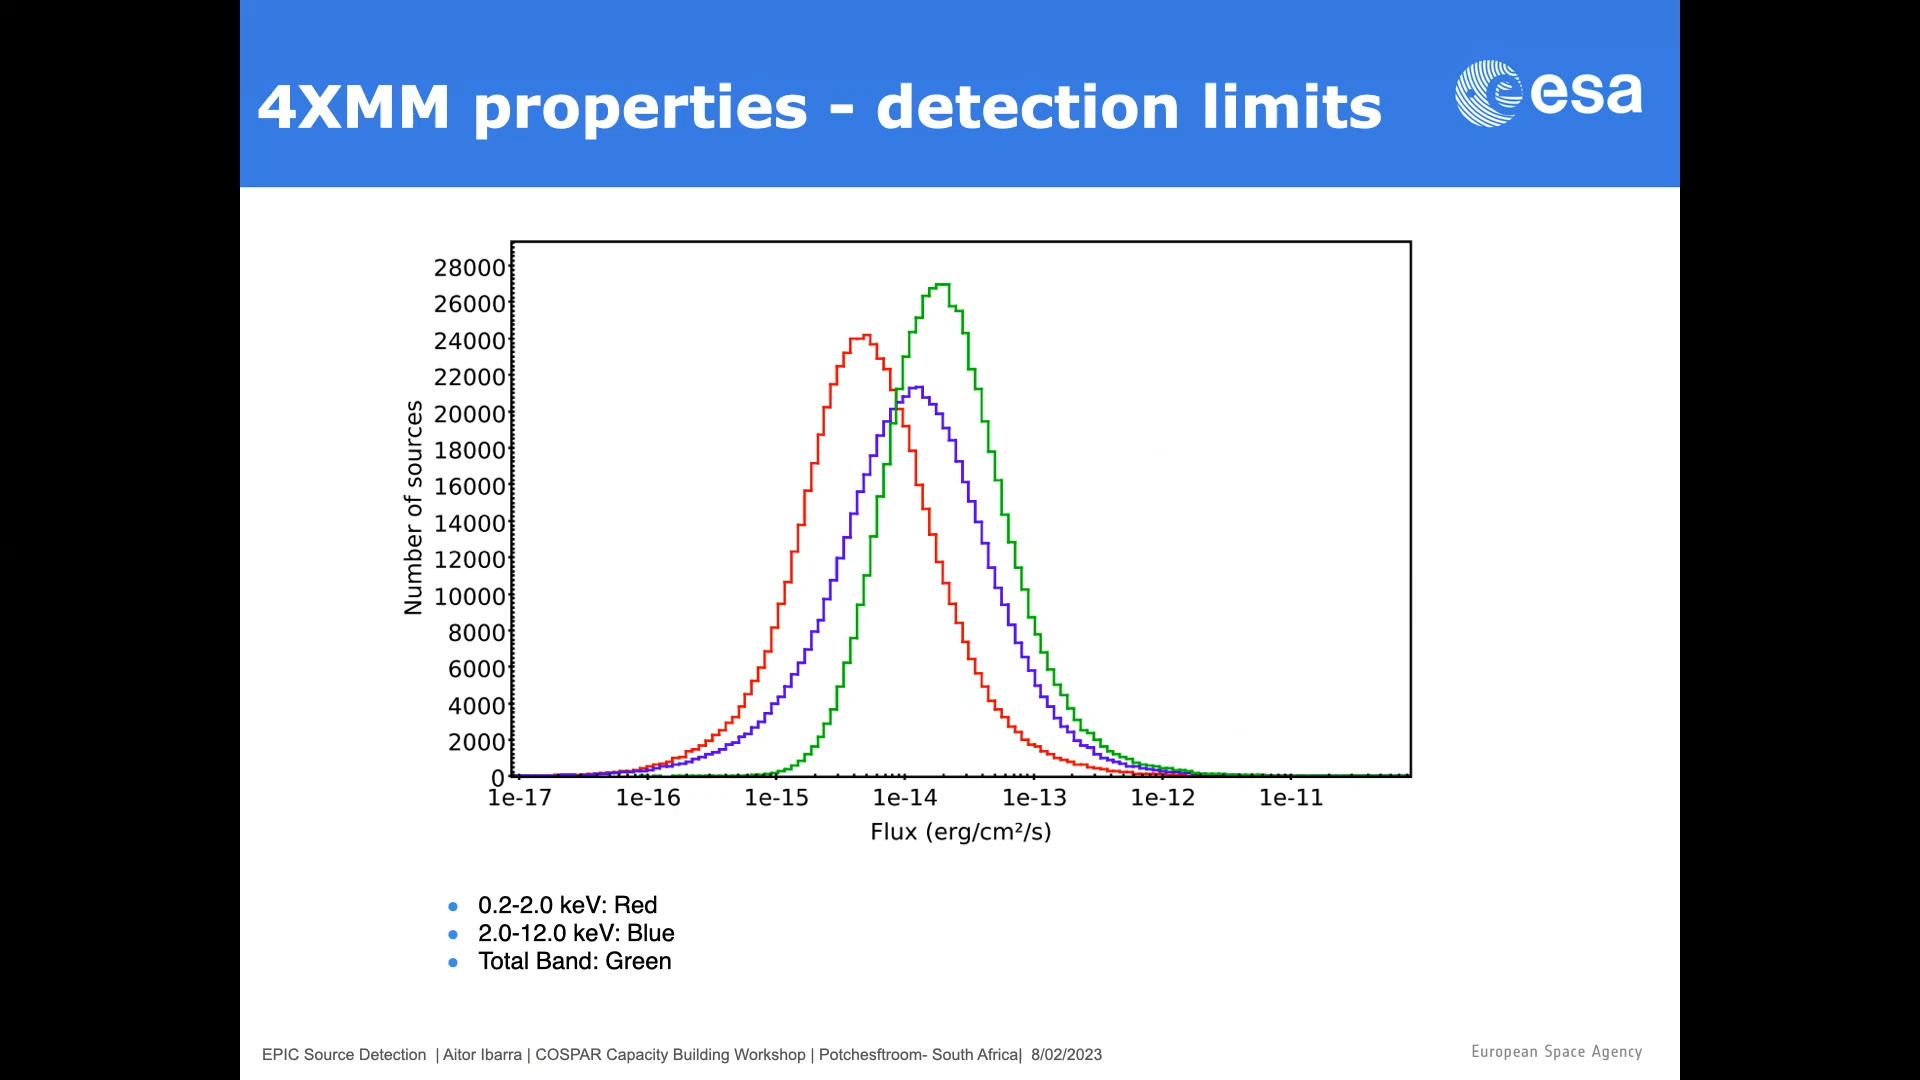 4XMM properties - detection limits
esa
28000
26000
24000
22000
20000
18000
16000
14000
12000
10000
8000
6000
4000
2000
0
Number of sources
1e-17 1e-16 1e-15 1e-14 1e-13 1e-12 1e-11
Flux (erg/cm²/s)
• 0.2-2.0 keV: Red
• 2.0-12.0 keV: Blue
• Total Band: Green
EPIC Source Detection | Aitor Ibarra | COSPAR Capacity Building Workshop | Potchesftroom- South Africa| 8/02/2023
European Space Agency